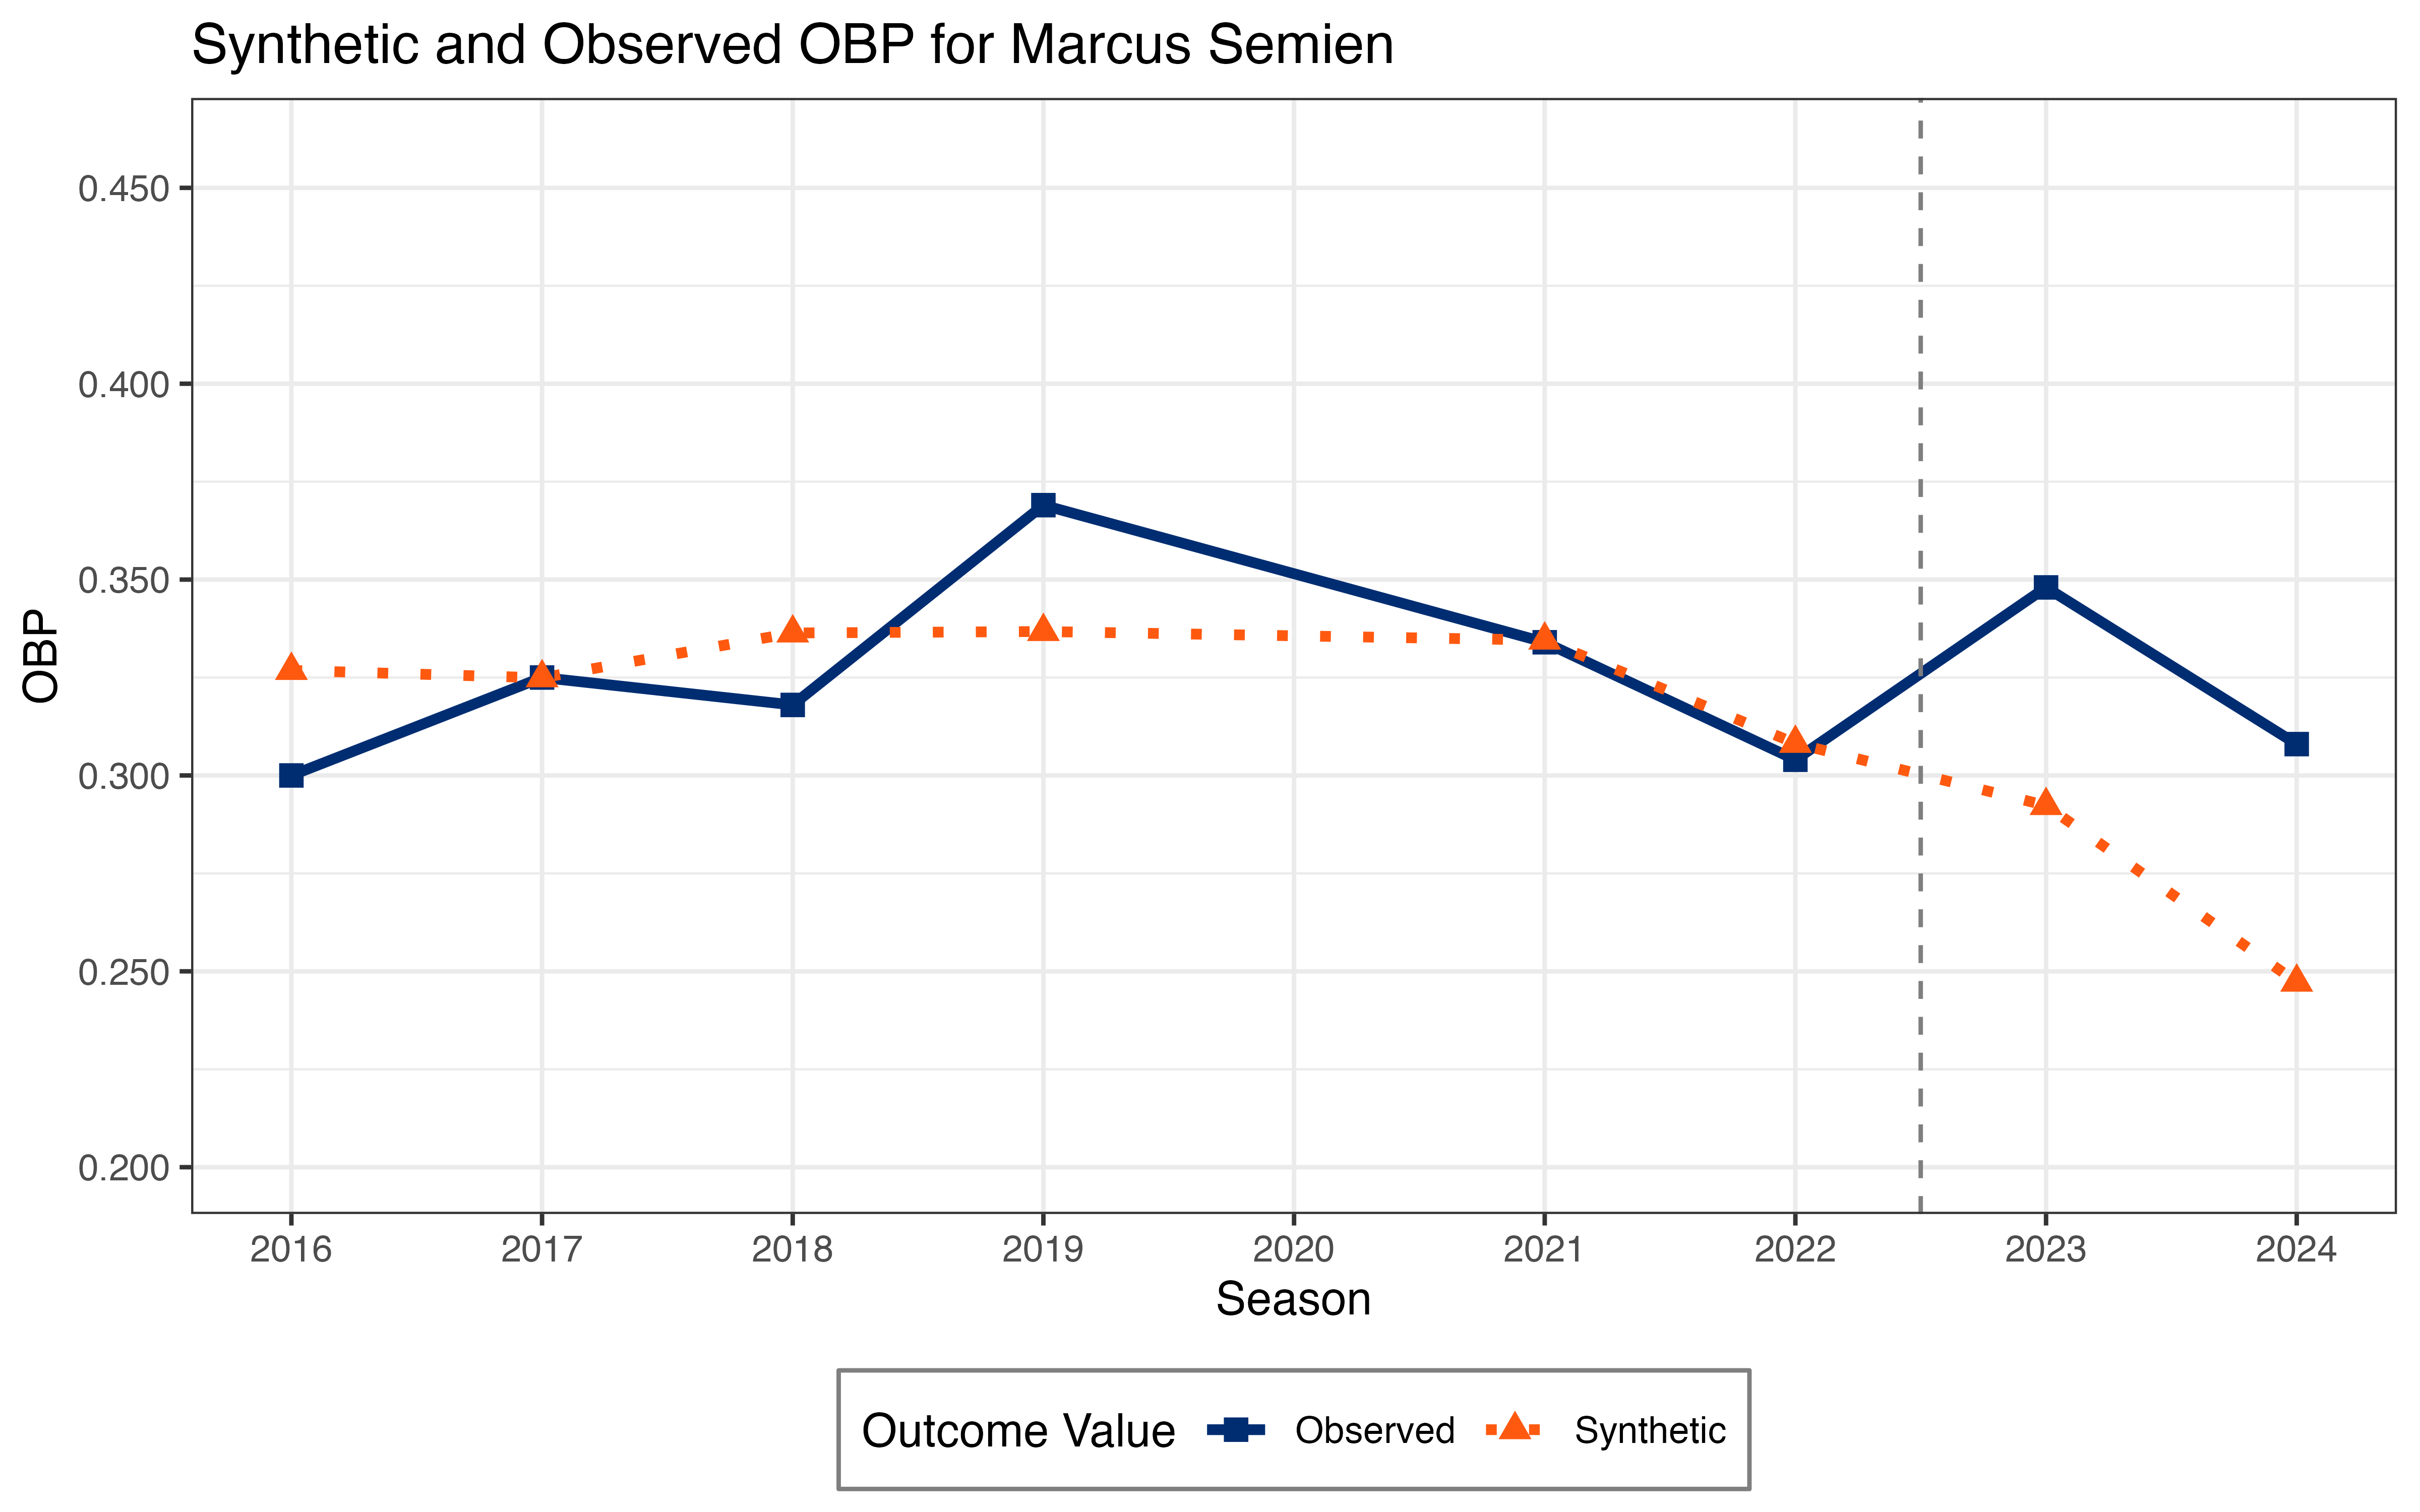 Synthetic and Observed OBP for Marcus Semien
0.450
0.400
0.350
0.300
0.250
0.200
OBP
2016 2017 2018 2019 2020 2021 2022 2023 2024
Season
Outcome Value Observed Synthetic